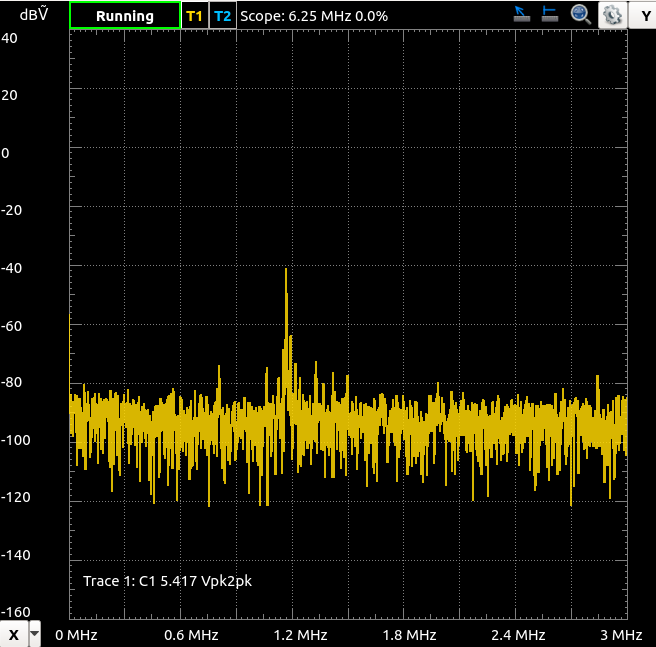 dBṼ
Running T1 T2 Scope: 6.25 MHz 0.0% Y
40
20
0
-20
-40
-60
-80
-100
-120
-140
-160
Trace 1: C1 5.417 Vpk2pk
X 0 MHz 0.6 MHz 1.2 MHz 1.8 MHz 2.4 MHz 3 MHz